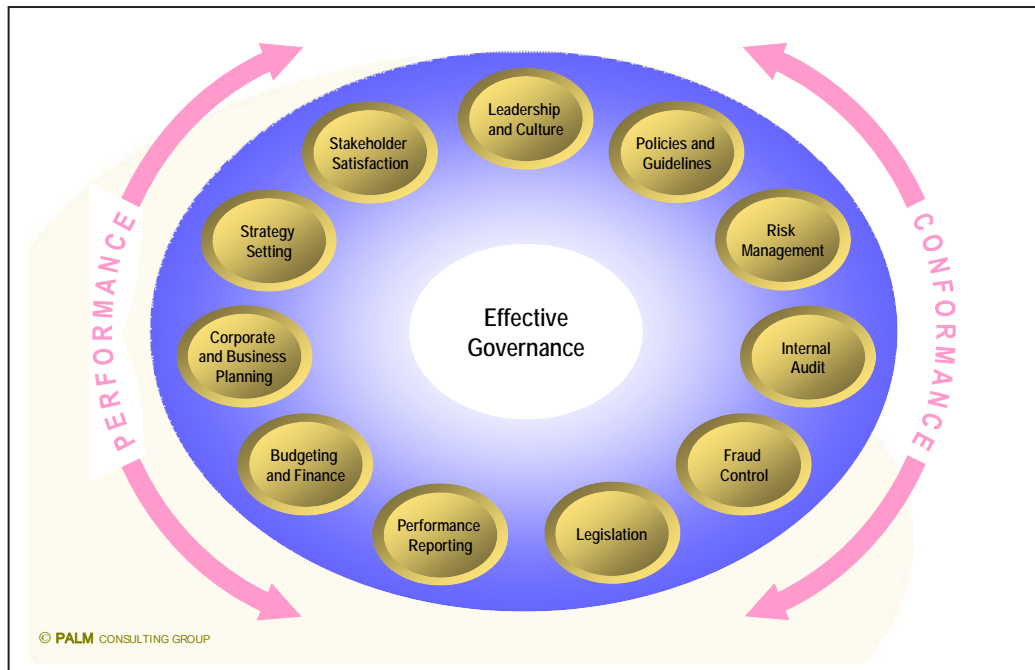 Leadership
and Culture
Policies and
Guidelines
Risk
Management
Internal
Audit
Fraud
Control
Legislation
Performance
Reporting
Budgeting
and Finance
Corporate
and Business
Planning
Strategy
Setting
Stakeholder
Satisfaction
Effective
Governance
PERFORMANCE
CONFORMANCE
© PALM CONSULTING GROUP